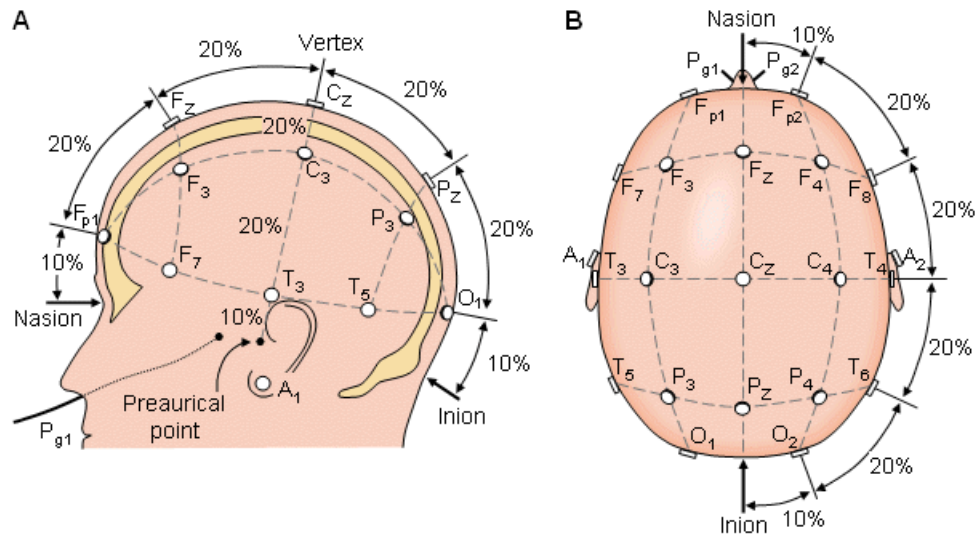 A
Vertex
20%
20%
Fz
Cz
20%
20%
20%
C3
F3
Pz
Fp1
P3
20%
20%
10%
F7
T3
T5
O1
Nasion
10%
10%
A1
Preaurical
point
Inion
Pg1
B
Nasion
10%
Pg1
Pg2
20%
Fp1
Fp2
F7
F3
Fz
F4
F8
20%
A1
T3
C3
Cz
C4
T4
A2
20%
T5
P3
Pz
P4
T6
O1
O2
20%
Inion
10%